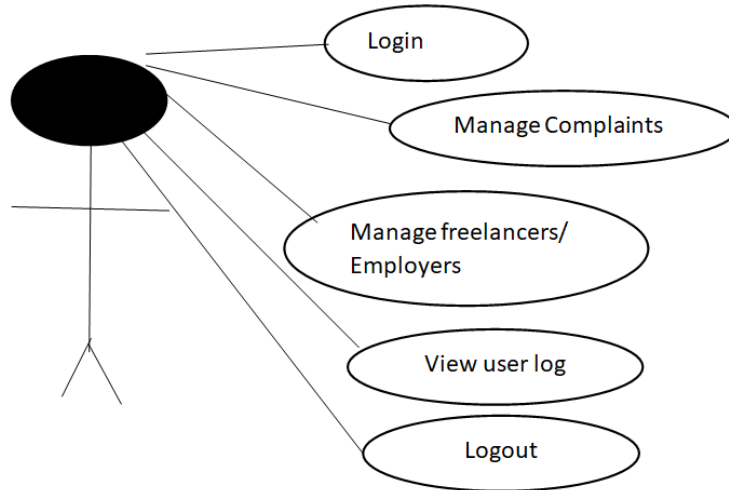 Login
Manage Complaints
Manage freelancers/
Employers
View user log
Logout